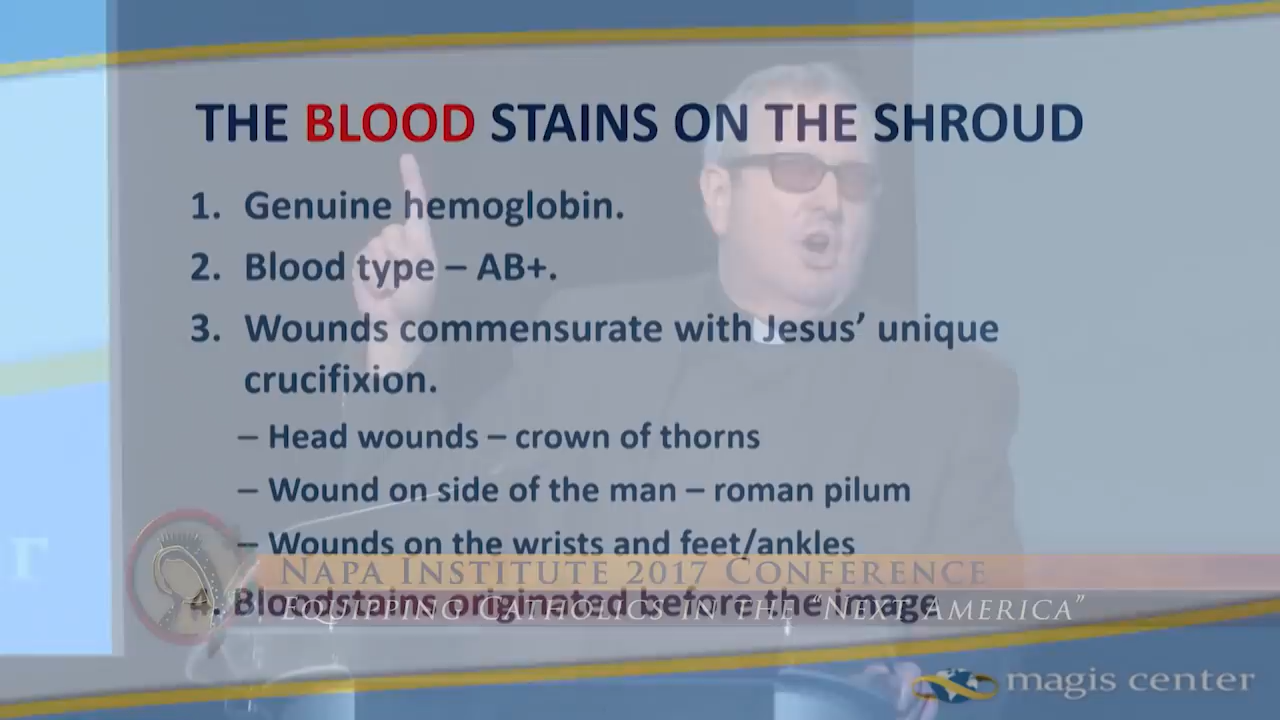 THE BLOOD STAINS ON THE SHROUD
1. Genuine hemoglobin.
2. Blood type – AB+.
3. Wounds commensurate with Jesus’ unique
crucifixion.
– Head wounds – crown of thorns
– Wound on side of the man – roman pilum
– Wounds on the wrists and feet/ankles
NAPA INSTITUTE 2017 CONFERENCE
4. Bloodstains originated before the image
EQUIPPING CATHOLICS IN THE “NEXT AMERICA”
r
magis center